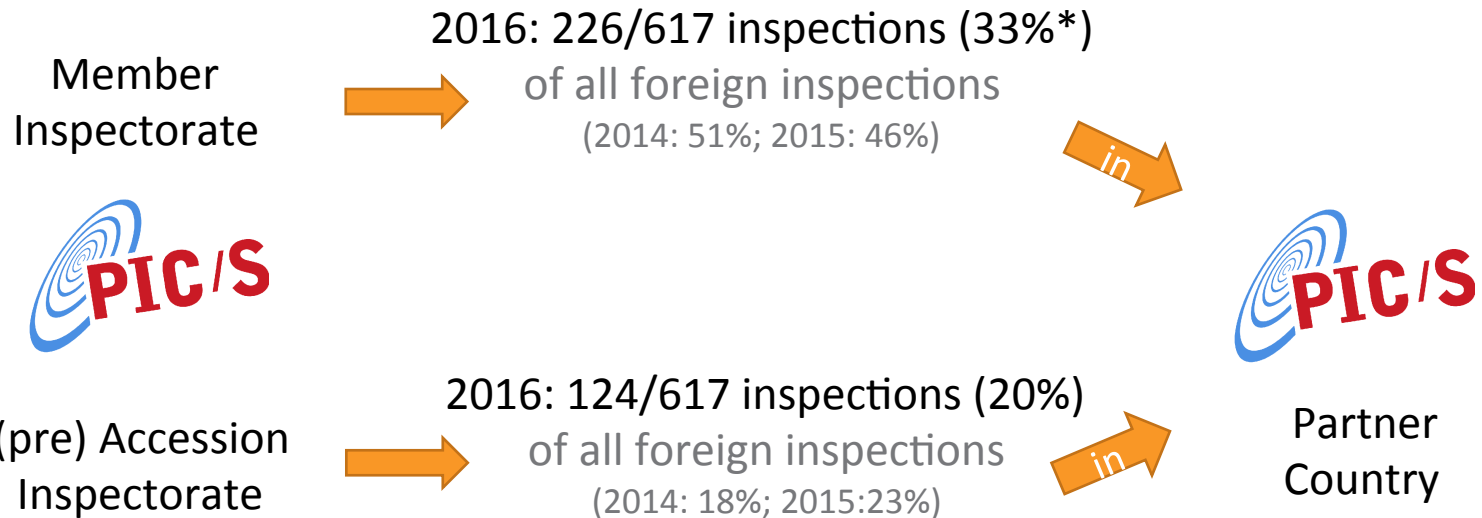 Member
Inspectorate
2016: 226/617 inspections (33%*)
of all foreign inspections
(2014: 51%; 2015: 46%)
in
PIC/S
PIC/S
(pre) Accession
Inspectorate
2016: 124/617 inspections (20%)
of all foreign inspections
(2014: 18%; 2015:23%)
in
Partner
Country